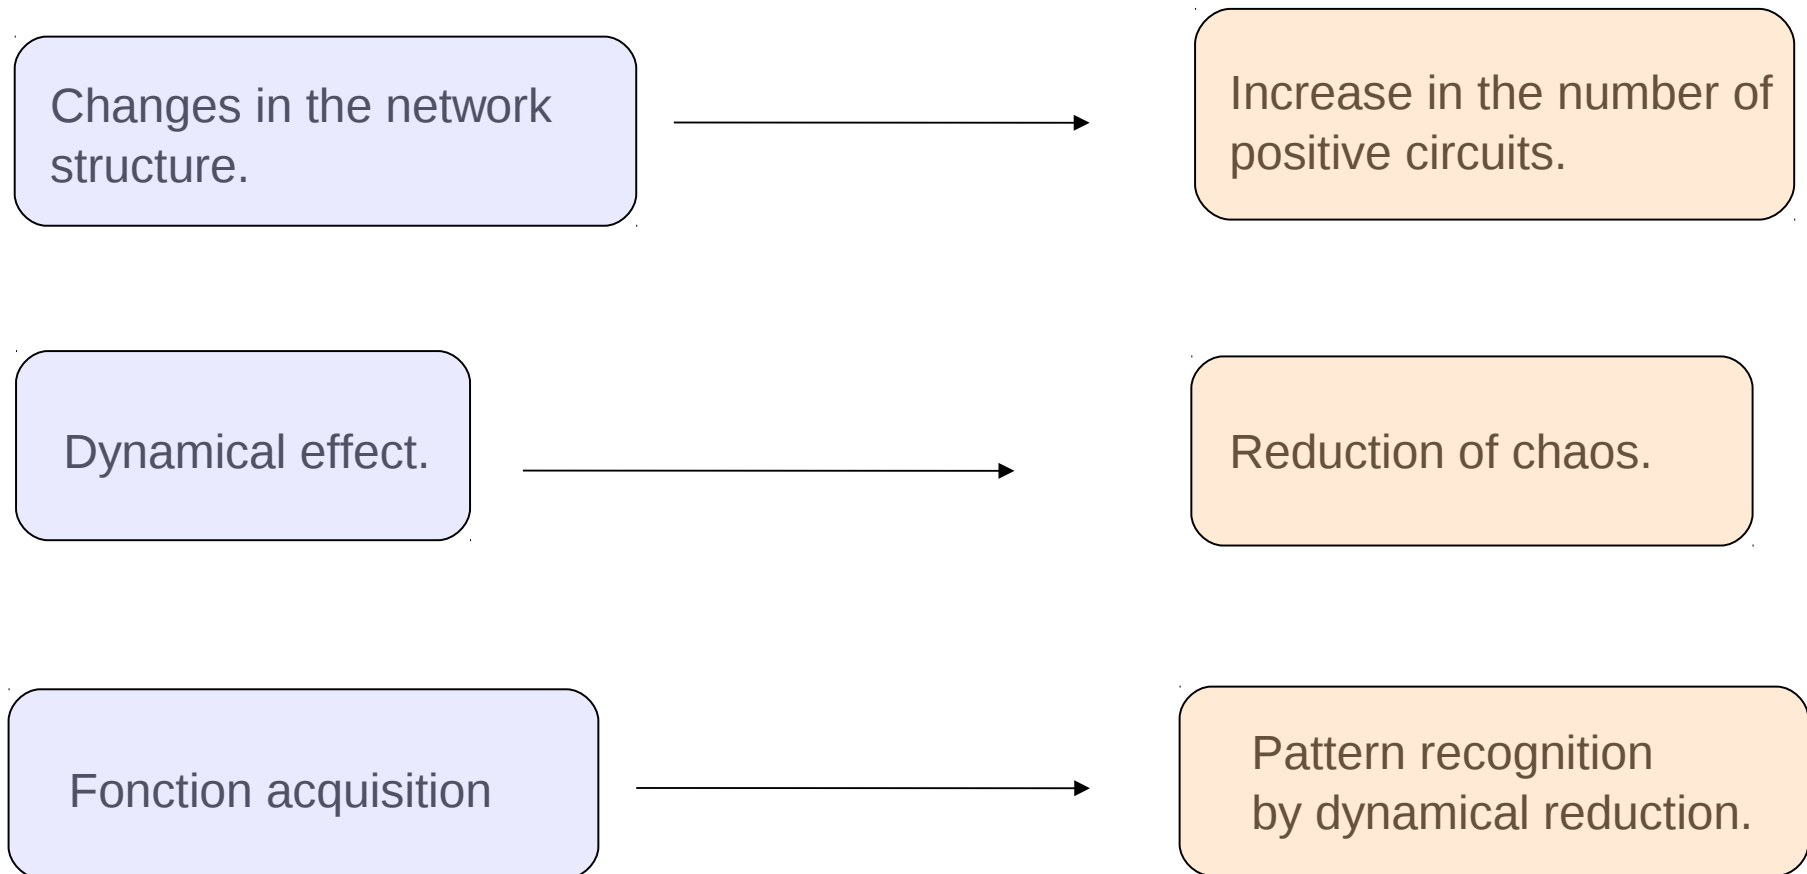 Changes in the network
structure.
Increase in the number of
positive circuits.
Dynamical effect.
Reduction of chaos.
Fonction acquisition
Pattern recognition
by dynamical reduction.